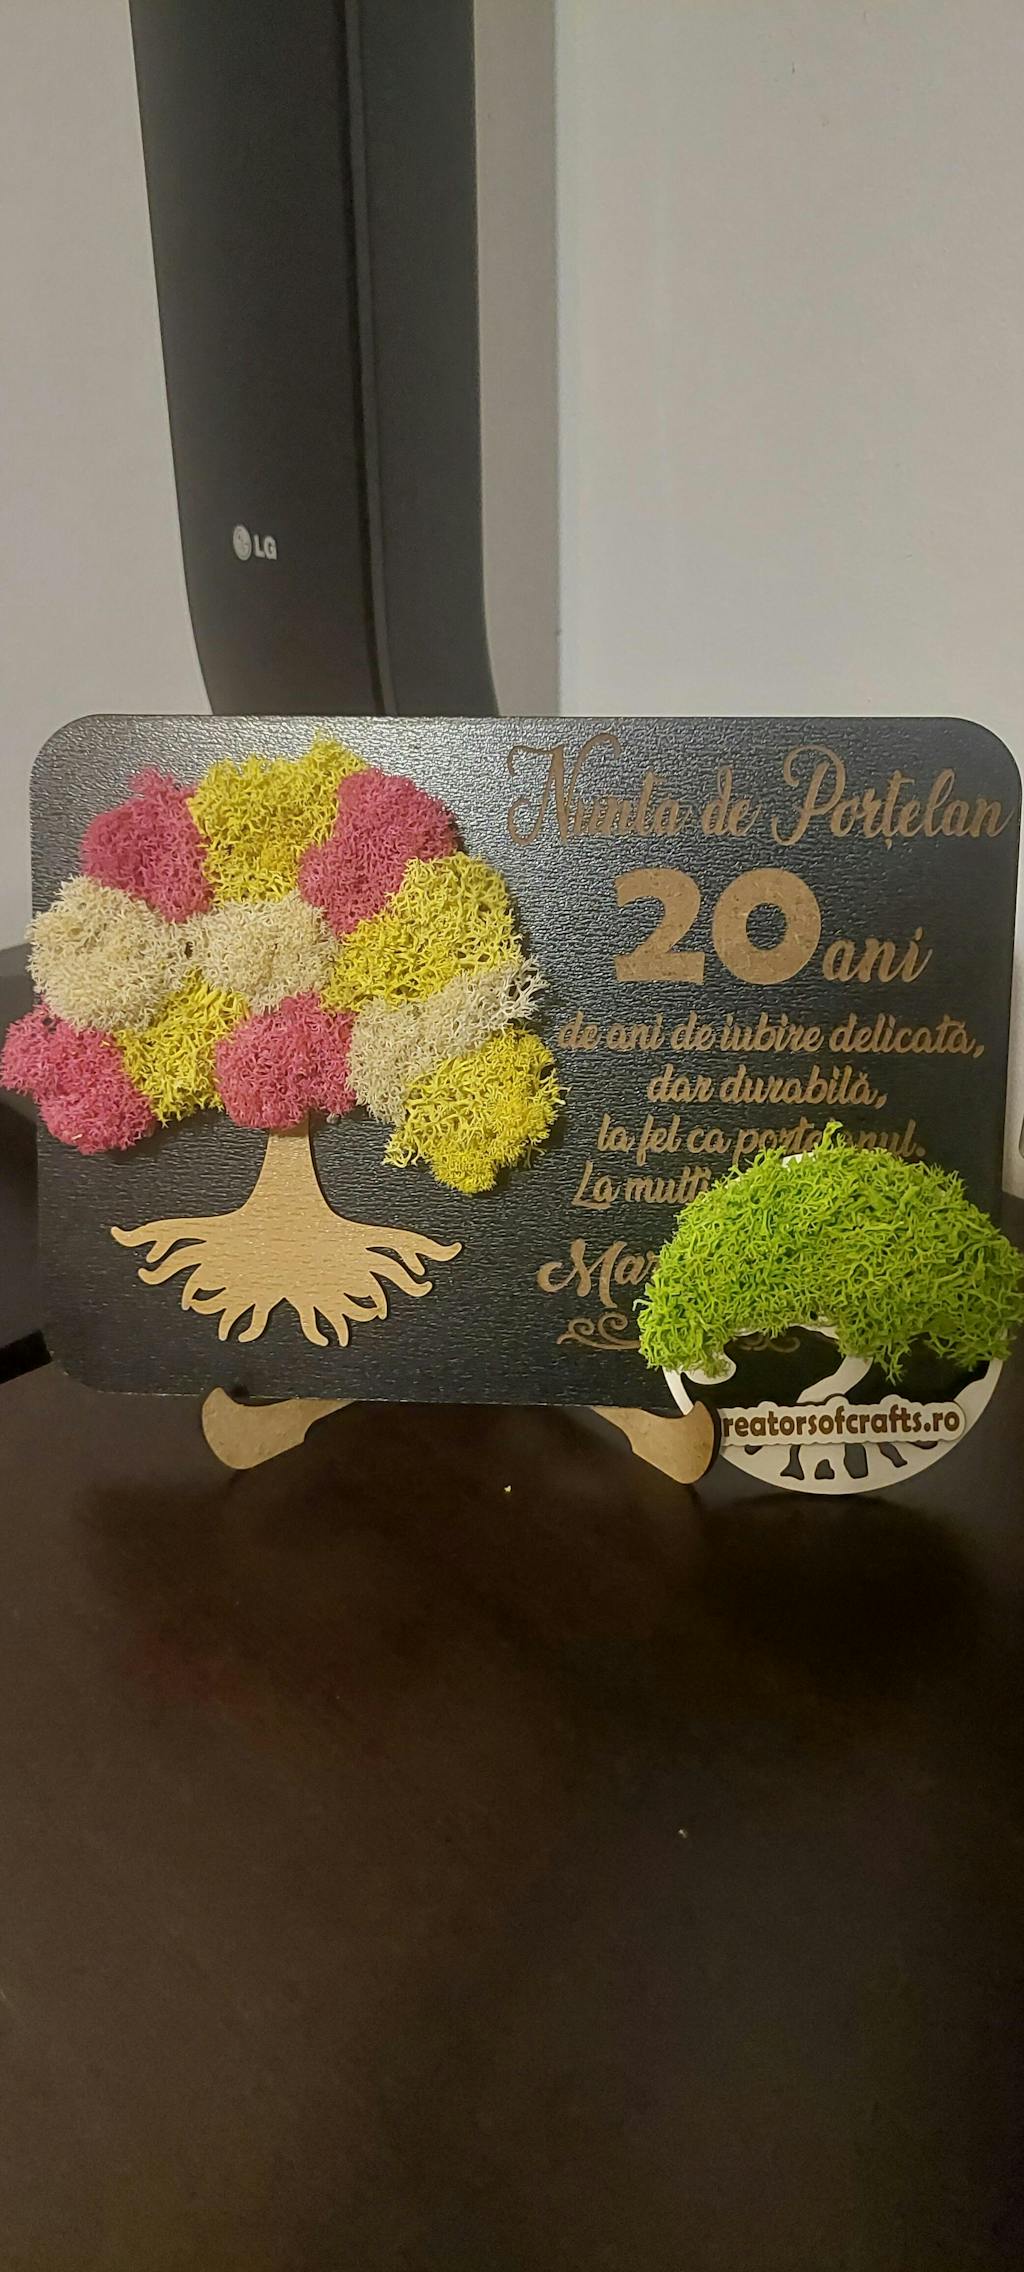 LG
Nunta de Porțelan
20 ani
de ani de iubire delicată,
dar durabilă,
la fel ca
La mulți
reatorsofcrafts.ro